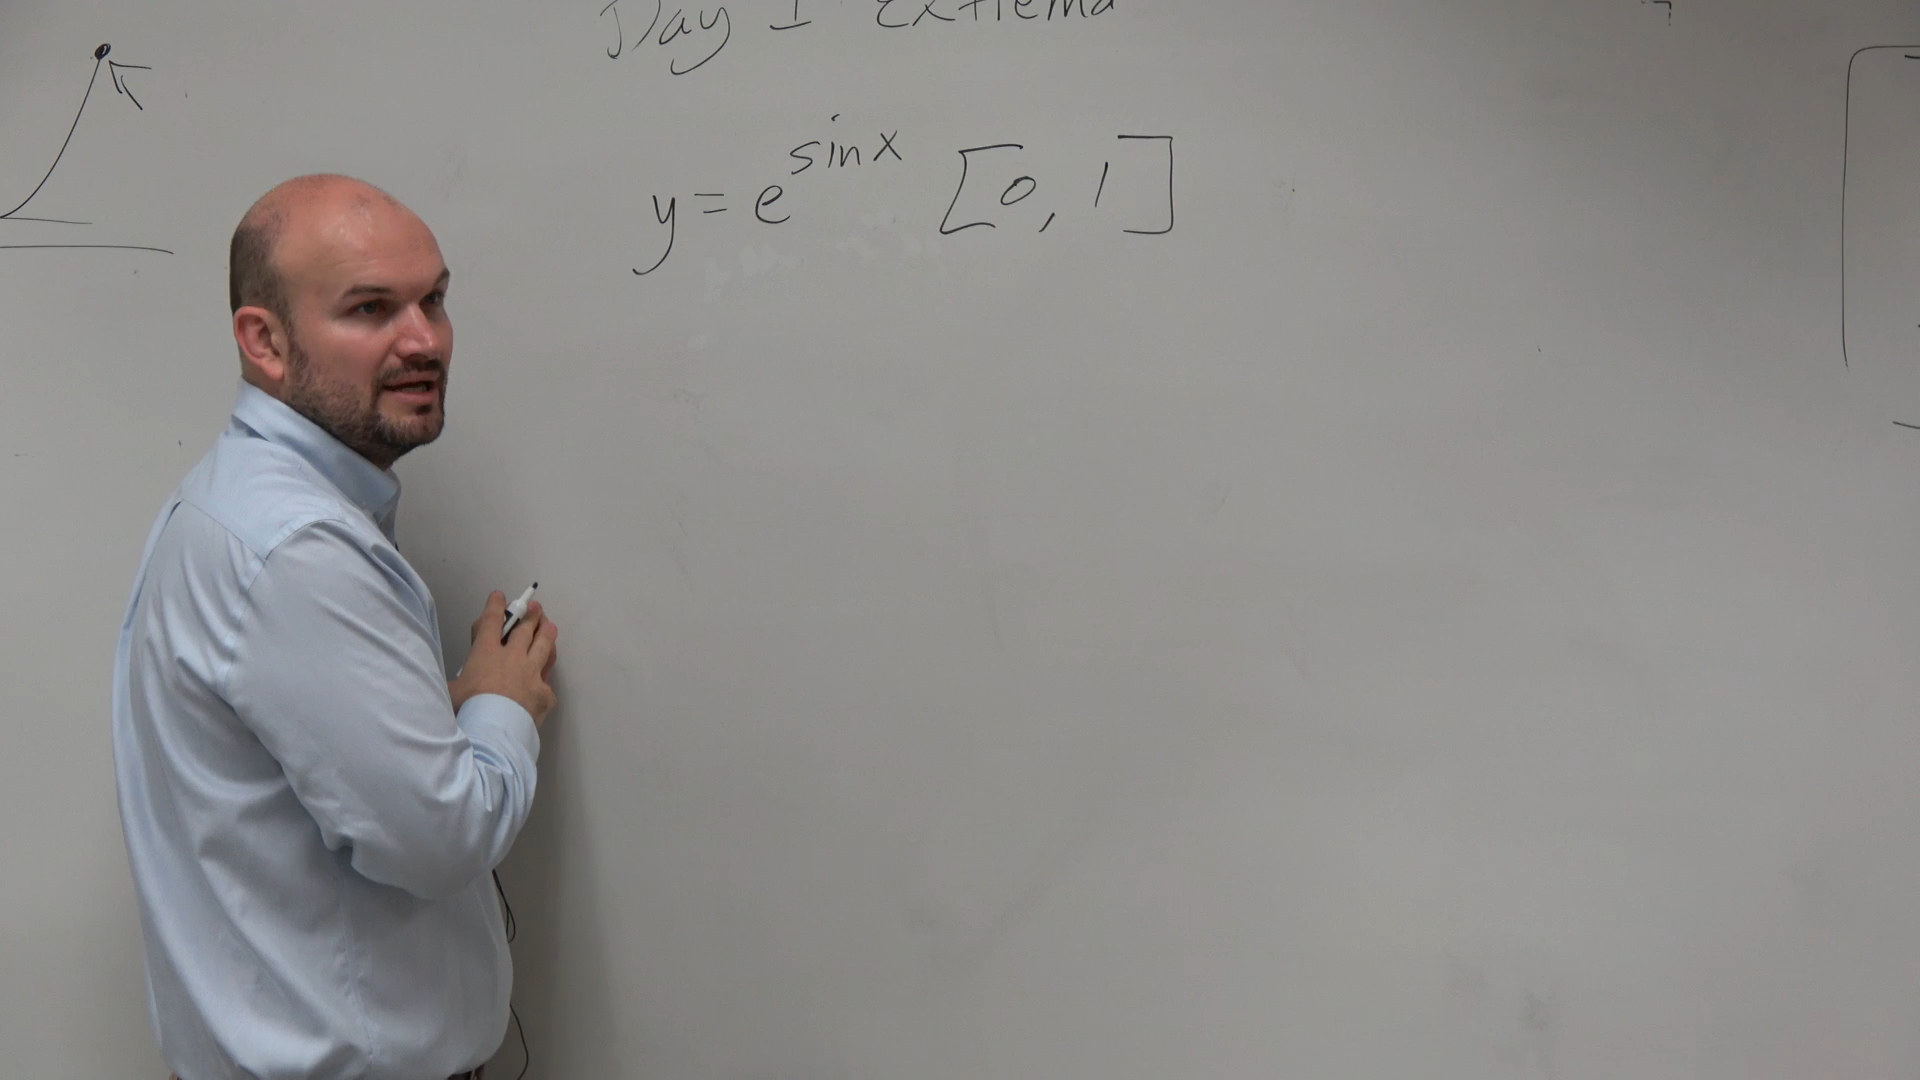 Day 1 Extrema
y = e^sinx [0, 1]